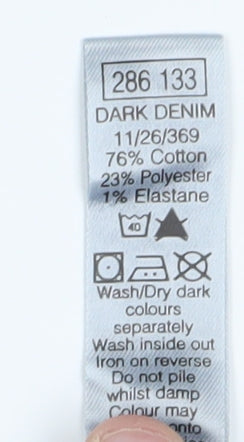 286 133
DARK DENIM
11/26/369
76% Cotton
23% Polyester
1% Elastane
40
Wash/Dry dark
colours
separately
Wash inside out
Iron on reverse
Do not pile
whilst damp
Colour may
onto